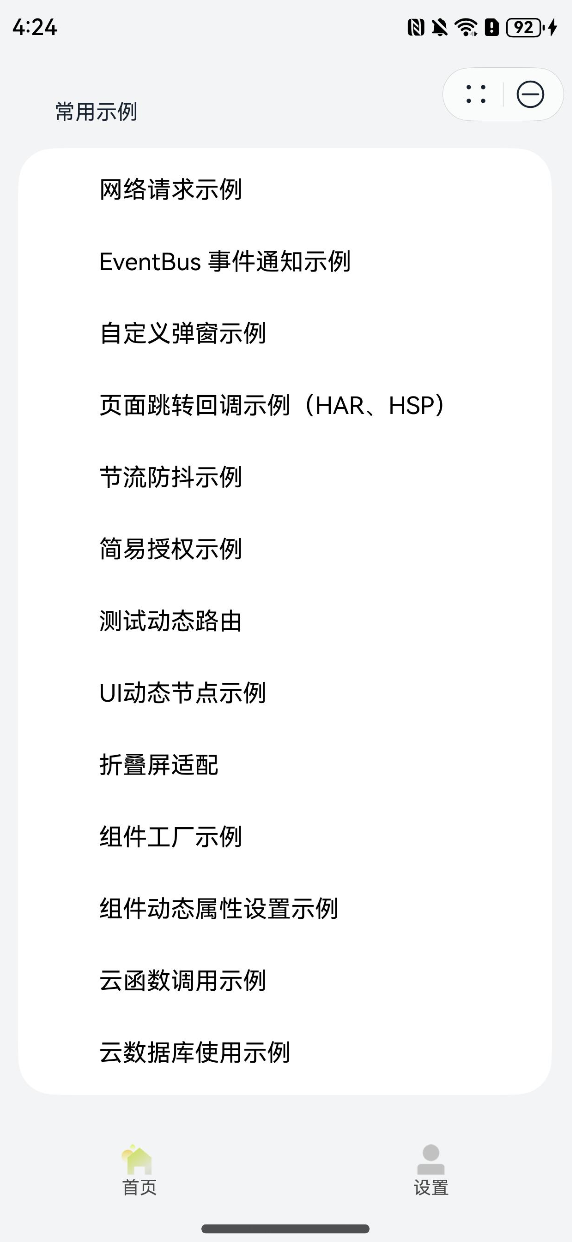 4:24
92
常用示例
网络请求示例
EventBus 事件通知示例
自定义弹窗示例
页面跳转回调示例（HAR、HSP）
节流防抖示例
简易授权示例
测试动态路由
UI动态节点示例
折叠屏适配
组件工厂示例
组件动态属性设置示例
云函数调用示例
云数据库使用示例
首页
设置